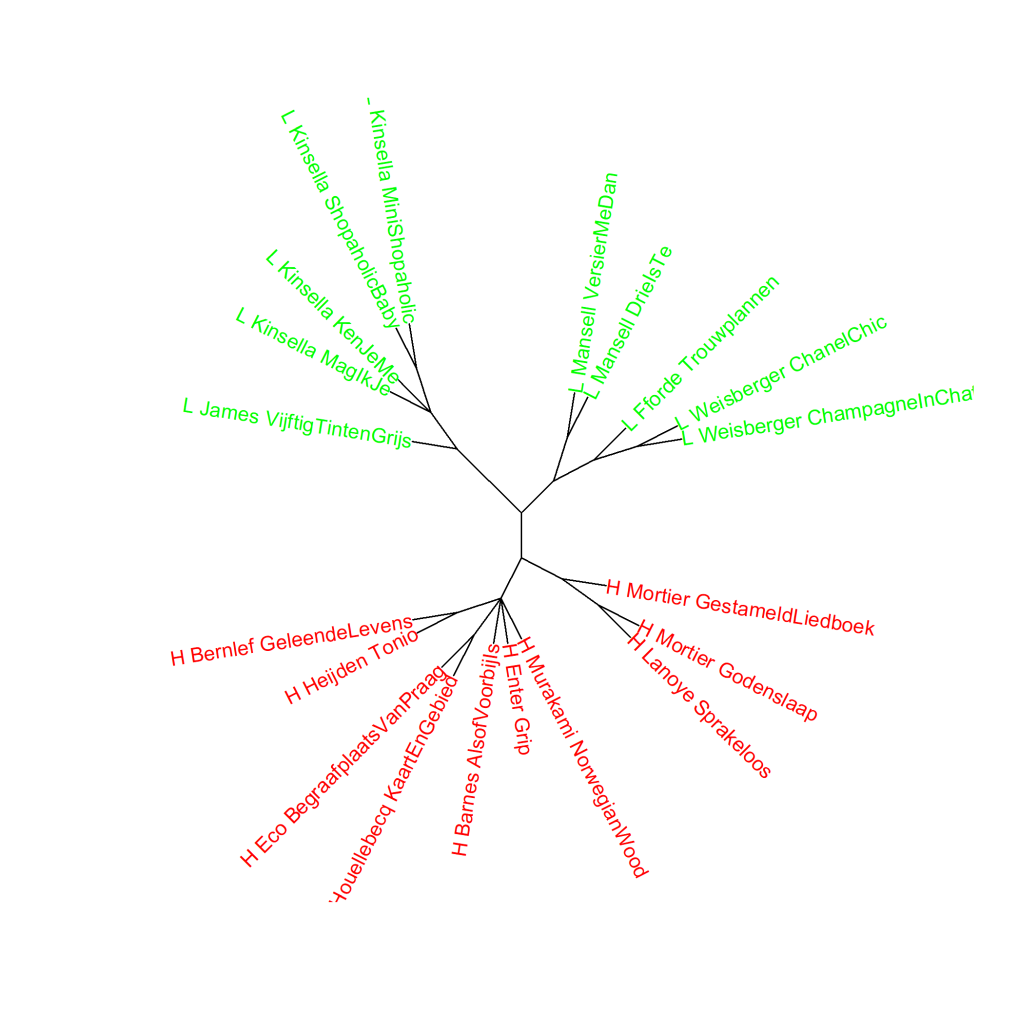 L Kinsella ShopaholicBaby
Kinsella MiniShopaholic
L Kinsella KenJeMe
L Kinsella MagIkJe
L James VijftigTintenGrijs
L Mansell VersierMeDan
L Mansell DrieIsTe
L Fforde Trouwplannen
L Weisberger ChanelChic
L Weisberger ChampagneInCha
H Mortier GestameldLiedboek
H Mortier Godenslaap
H Lanoye Sprakeloos
H Murakami NorwegianWood
H Enter Grip
H Barnes AlsofVoorbijIs
Houellebecq KaartEnGebied
H Eco BegraafplaatsVanPraag
H Heijden Tonio
H Bernlef GeleendeLevens